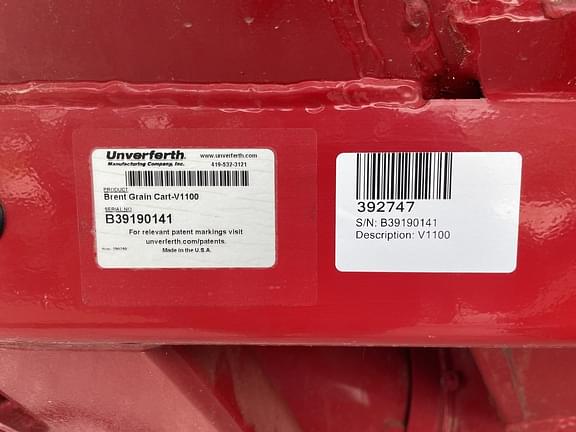 Unverferth www.unverferth.com
Manufacturing Company, Inc. 419-532-3121
PRODUCT
Brent Grain Cart-V1100
SERIAL NO
B39190141
For relevant patent markings visit
unverferth.com/patents.
Made in the U.S.A.
392747
S/N: B39190141
Description: V1100